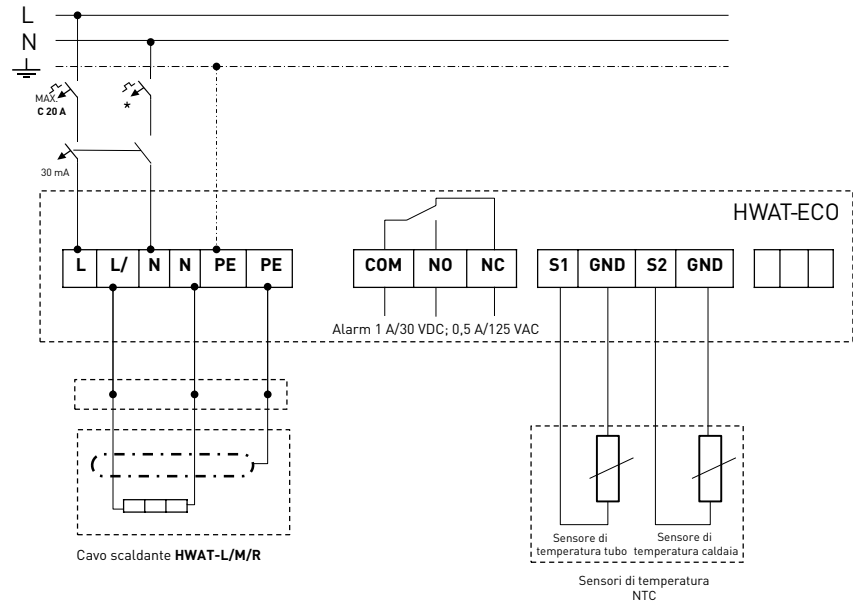 L
N
MAX.
C 20 A
*
30 mA
HWAT-ECO
L L/ N N PE PE
COM NO NC
S1 GND S2 GND
Alarm 1 A/30 VDC; 0,5 A/125 VAC
Cavo scaldante HWAT-L/M/R
Sensore di
temperatura tubo
Sensore di
temperatura caldaia
Sensori di temperatura
NTC